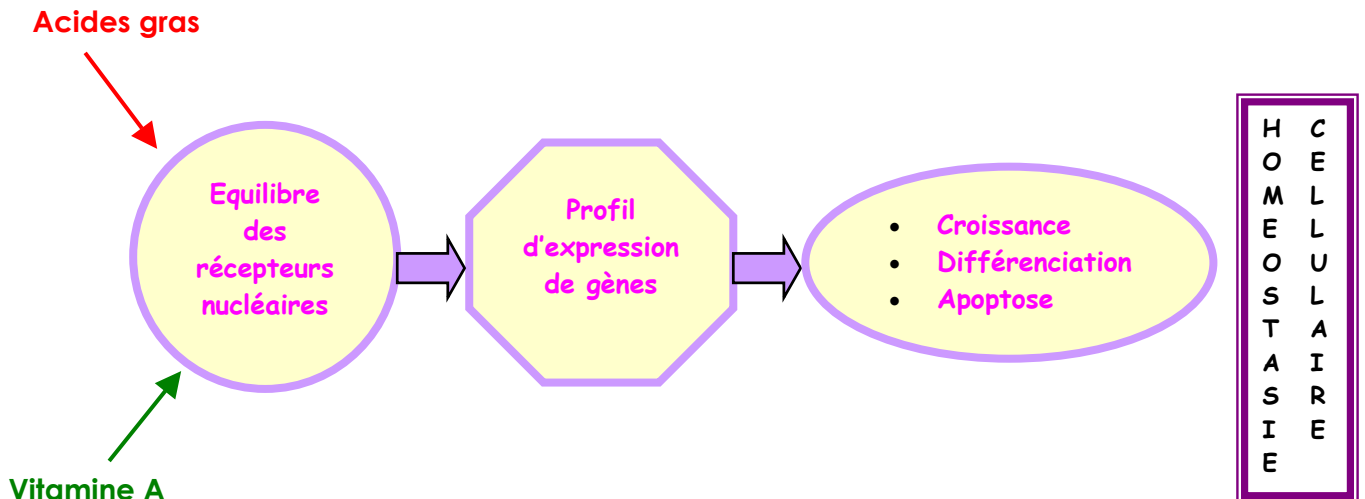 Acides gras
Equilibre
des
récepteurs
nucléaires
Profil
d'expression
de gènes
• Croissance
• Différenciation
• Apoptose
HOMEOSTASIE
CELLULAIRE
Vitamine A